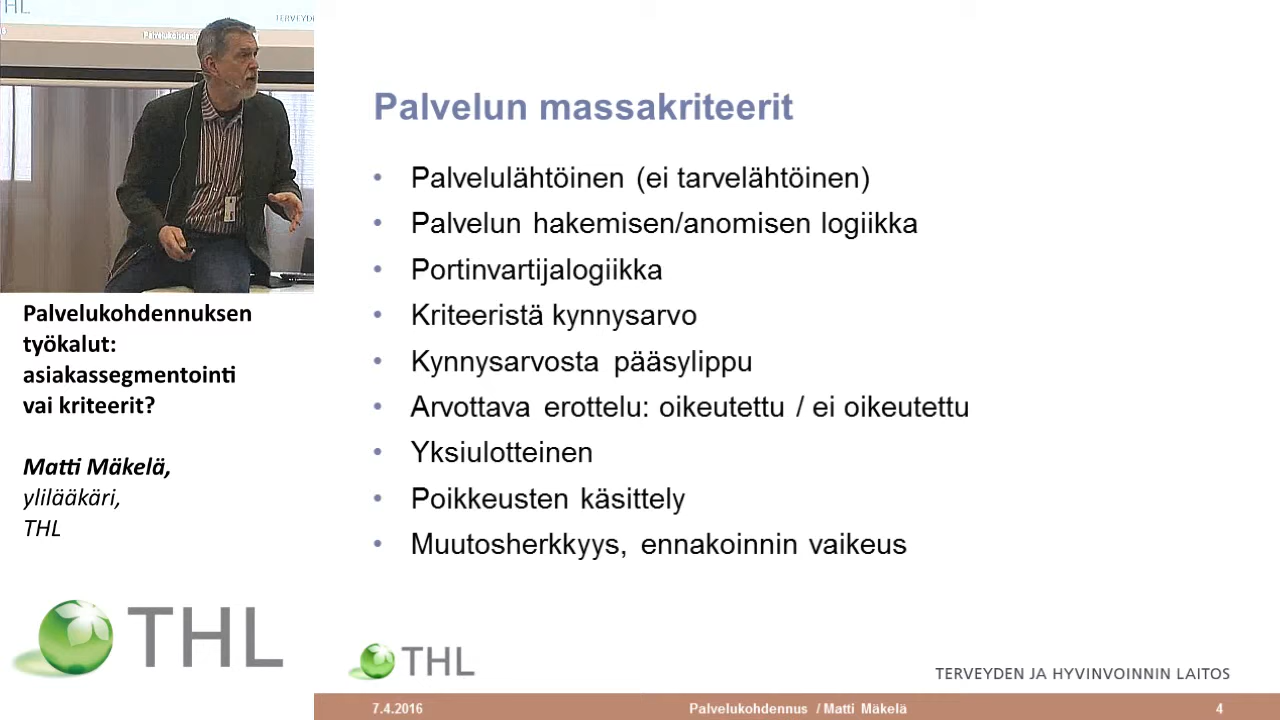 HL
TERVEYDEN
Palvelukohdennuksen
työkalut:
asiakassegmentointi
vai kriteerit?
Matti Mäkelä,
ylilääkäri,
THL
THL
Palvelun massakriteerit
• Palvelulähtöinen (ei tarvelähtöinen)
• Palvelun hakemisen/anomisen logiikka
• Portinvartijalogiikka
• Kriteeristä kynnysarvo
• Kynnysarvosta pääsylippu
• Arvottava erottelu: oikeutettu / ei oikeutettu
• Yksiulotteinen
• Poikkeusten käsittely
• Muutosherkkyys, ennakoinnin vaikeus
THL
TERVEYDEN JA HYVINVOINNIN LAITOS
7.4.2016 Palvelukohdennus / Matti Mäkelä 4